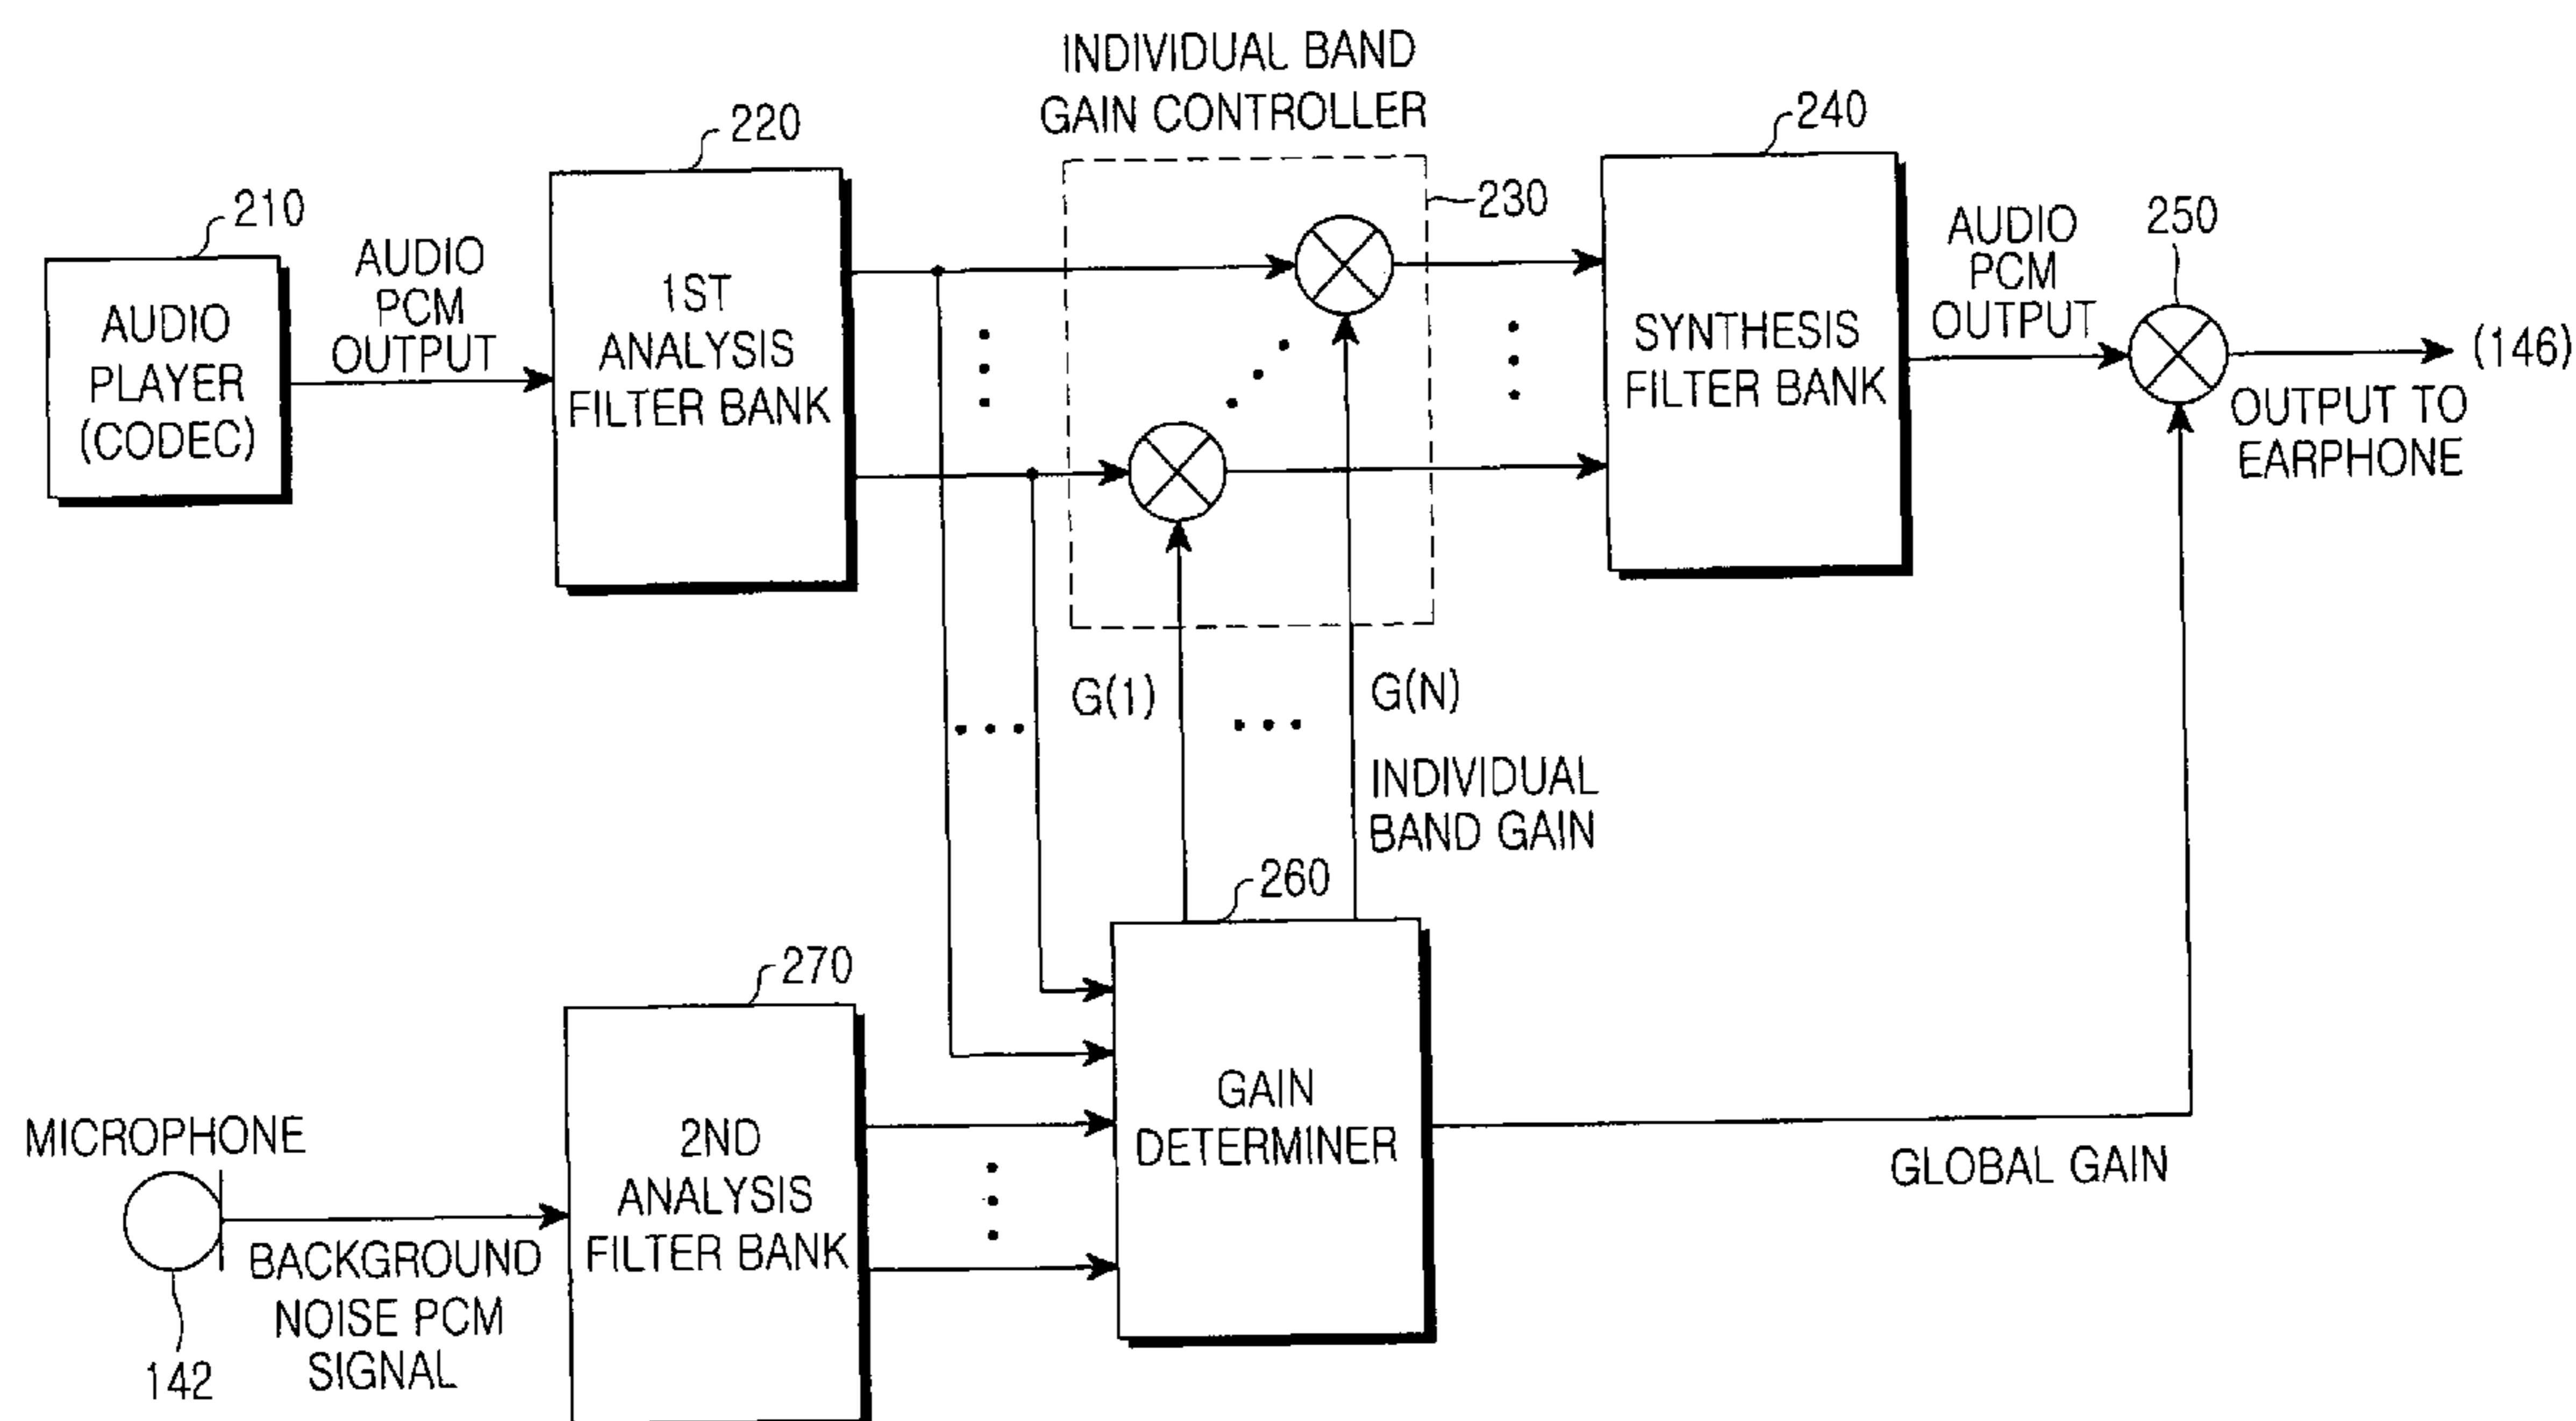 INDIVIDUAL BAND
GAIN CONTROLLER
220
240
210
230
250
AUDIO
PCM
OUTPUT
AUDIO
PCM
OUTPUT
AUDIO
PLAYER
(CODEC)
1ST
ANALYSIS
FILTER BANK
SYNTHESIS
FILTER BANK
(146)
OUTPUT TO
EARPHONE
G(1)
G(N)
INDIVIDUAL
BAND GAIN
260
270
MICROPHONE
2ND
ANALYSIS
FILTER BANK
GAIN
DETERMINER
GLOBAL GAIN
BACKGROUND
NOISE PCM
SIGNAL
142